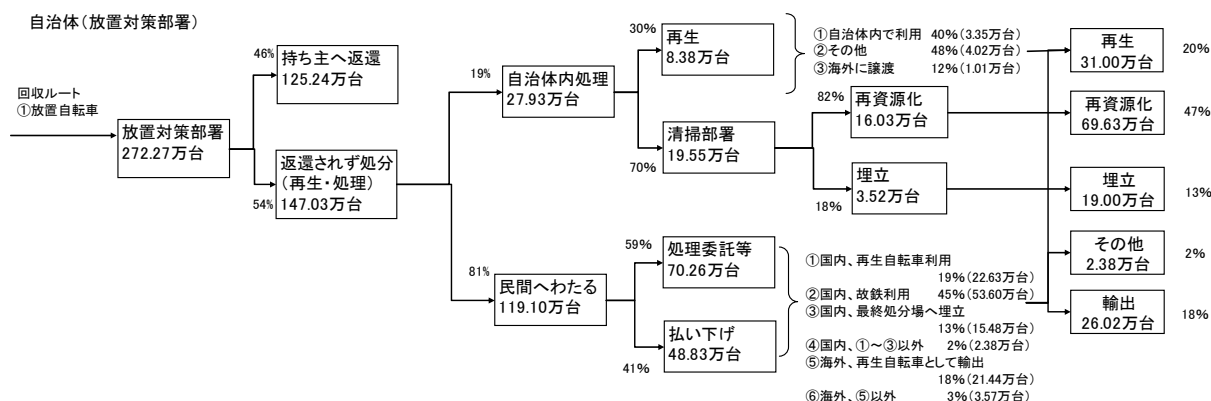 自治体(放置対策部署)
回収ルート
①放置自転車
放置対策部署
272.27万台
46%
持ち主へ返還
125.24万台
54%
返還されず処分
(再生・処理)
147.03万台
19%
自治体内処理
27.93万台
81%
民間へわたる
119.10万台
30%
再生
8.38万台
70%
清掃部署
19.55万台
①自治体内で利用 40%(3.35万台)
②その他 48%(4.02万台)
③海外に譲渡 12%(1.01万台)
82%
再資源化
16.03万台
18%
埋立
3.52万台
59%
処理委託等
70.26万台
41%
払い下げ
48.83万台
①国内、再生自転車利用
19%(22.63万台)
②国内、故鉄利用 45%(53.60万台)
③国内、最終処分場へ埋立
13%(15.48万台)
④国内、①~③以外 2%(2.38万台)
⑤海外、再生自転車として輸出
18%(21.44万台)
⑥海外、⑤以外 3%(3.57万台)
再生
31.00万台
20%
再資源化
69.63万台
47%
埋立
19.00万台
13%
その他
2.38万台
2%
輸出
26.02万台
18%